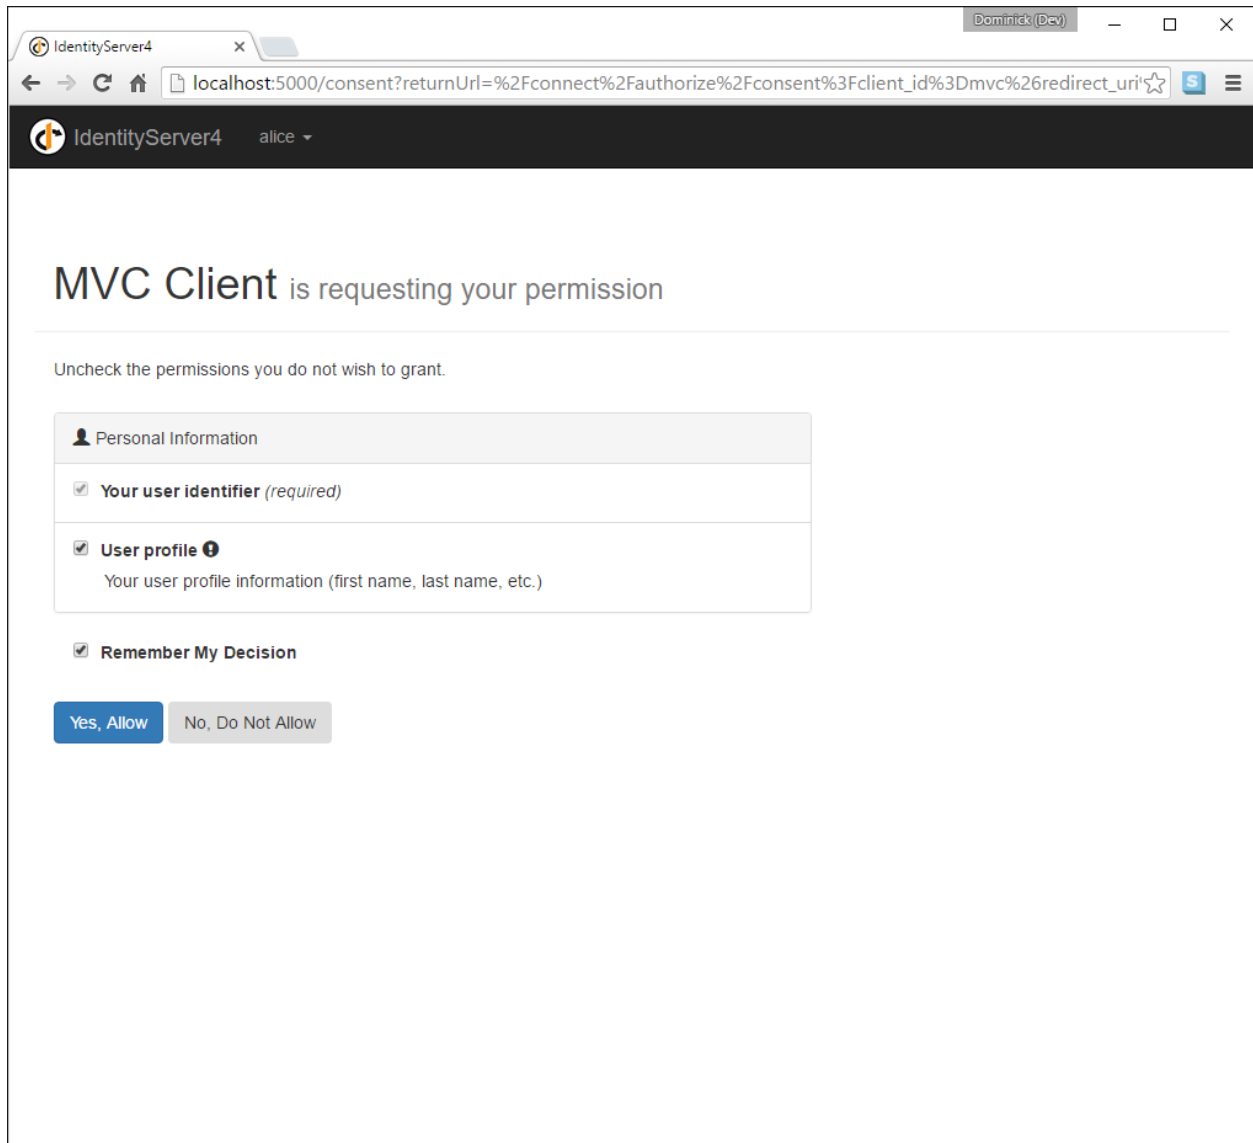 Dominick (Dev)
IdentityServer4
localhost:5000/consent?returnUrl=%2Fconnect%2Fauthorize%2Fconsent%3Fclient_id%3Dmvc%26redirect_uri
S
IdentityServer4 alice
MVC Client is requesting your permission
Uncheck the permissions you do not wish to grant.
Personal Information
Your user identifier (required)
User profile
Your user profile information (first name, last name, etc.)
Remember My Decision
Yes, Allow No, Do Not Allow